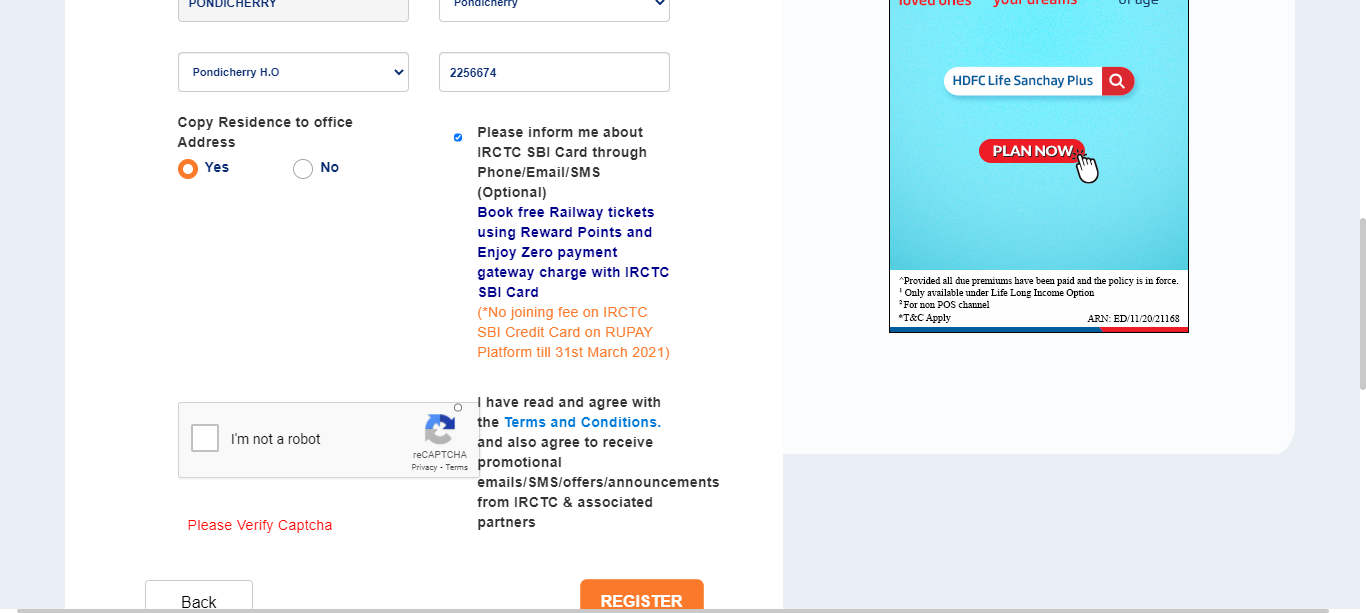 PONDICHERRY
Pondicherry
Pondicherry H.O
2256674
Copy Residence to office
Address
Yes
No
Please inform me about
IRCTC SBI Card through
Phone/Email/SMS
(Optional)
Book free Railway tickets
using Reward Points and
Enjoy Zero payment
gateway charge with IRCTC
SBI Card
(*No joining fee on IRCTC
SBI Credit Card on RUPAY
Platform till 31st March 2021)
I'm not a robot
reCAPTCHA
Privacy - Terms
I have read and agree with
the Terms and Conditions.
and also agree to receive
promotional
emails/SMS/offers/announcements
from IRCTC & associated
partners
Please Verify Captcha
Back
REGISTER
loved ones your dreams of age
HDFC Life Sanchay Plus
PLAN NOW
^Provided all due premiums have been paid and the policy is in force.
1 Only available under Life Long Income Option
2 For non POS channel
*T&C Apply
ARN: ED/11/20/21168